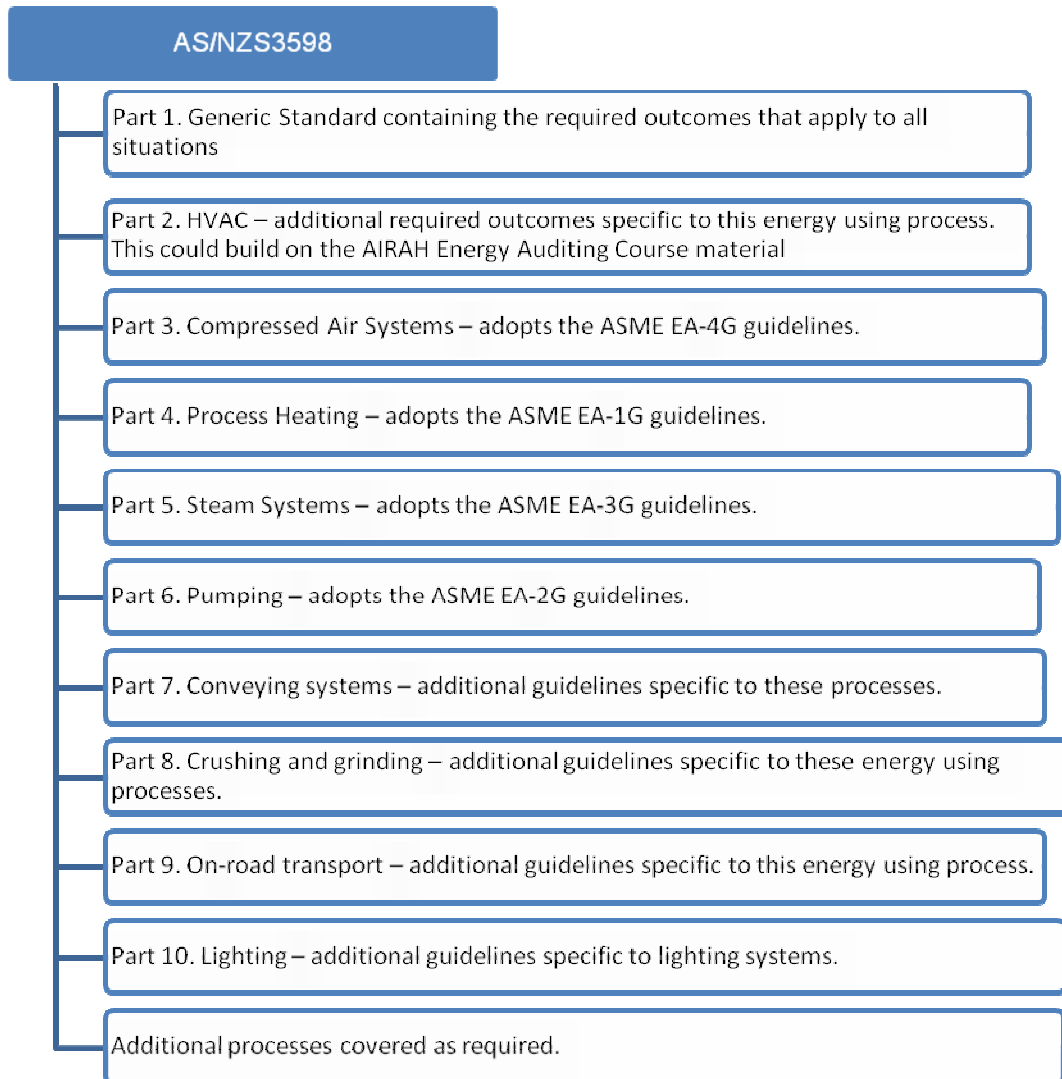 AS/NZS3598
Part 1. Generic Standard containing the required outcomes that apply to all
situations
Part 2. HVAC – additional required outcomes specific to this energy using process.
This could build on the AIRAH Energy Auditing Course material
Part 3. Compressed Air Systems – adopts the ASME EA-4G guidelines.
Part 4. Process Heating – adopts the ASME EA-1G guidelines.
Part 5. Steam Systems – adopts the ASME EA-3G guidelines.
Part 6. Pumping – adopts the ASME EA-2G guidelines.
Part 7. Conveying systems – additional guidelines specific to these processes.
Part 8. Crushing and grinding – additional guidelines specific to these energy using
processes.
Part 9. On-road transport – additional guidelines specific to this energy using process.
Part 10. Lighting – additional guidelines specific to lighting systems.
Additional processes covered as required.